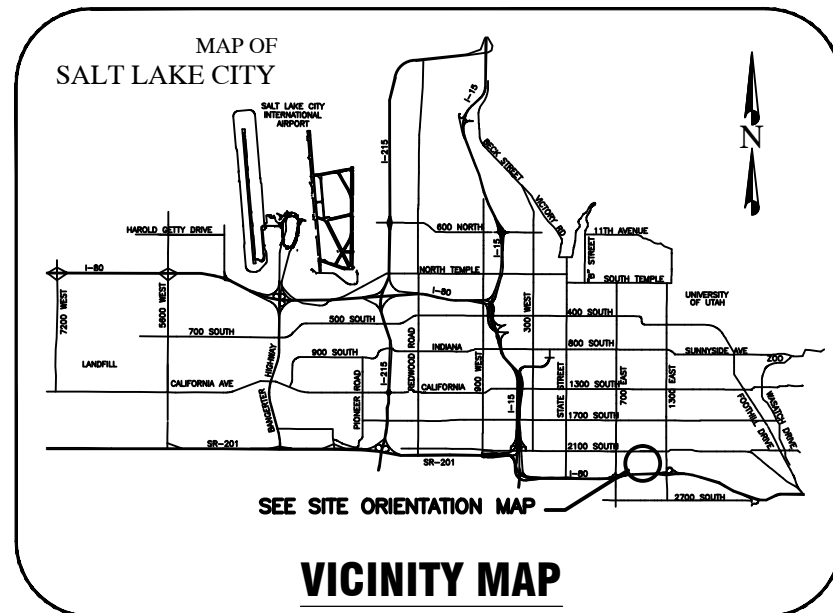 MAP OF
SALT LAKE CITY
SALT LAKE CITY
INTERNATIONAL
AIRPORT
N
I-15
I-215
BECK STREET
VICTORY RD
HAROLD GETTY DRIVE
600 NORTH
I-15
11TH AVENUE
"B" STREET
I-80
NORTH TEMPLE
SOUTH TEMPLE
I-80
UNIVERSITY
OF UTAH
7200 WEST
5600 WEST
300 WEST
500 SOUTH
400 SOUTH
700 SOUTH
REDWOOD ROAD
INDIANA
800 SOUTH
SUNNYSIDE AVE
900 SOUTH
ZOO
LANDFILL
BANGERTER HIGHWAY
I-215
900 WEST
CALIFORNIA AVE
CALIFORNIA
1300 SOUTH
PIONEER ROAD
I-15
STATE STREET
700 EAST
1300 EAST
1700 SOUTH
FOOTHILL DRIVE
WASATCH DRIVE
SR-201
2100 SOUTH
SR-201
I-80
SEE SITE ORIENTATION MAP
2700 SOUTH
VICINITY MAP